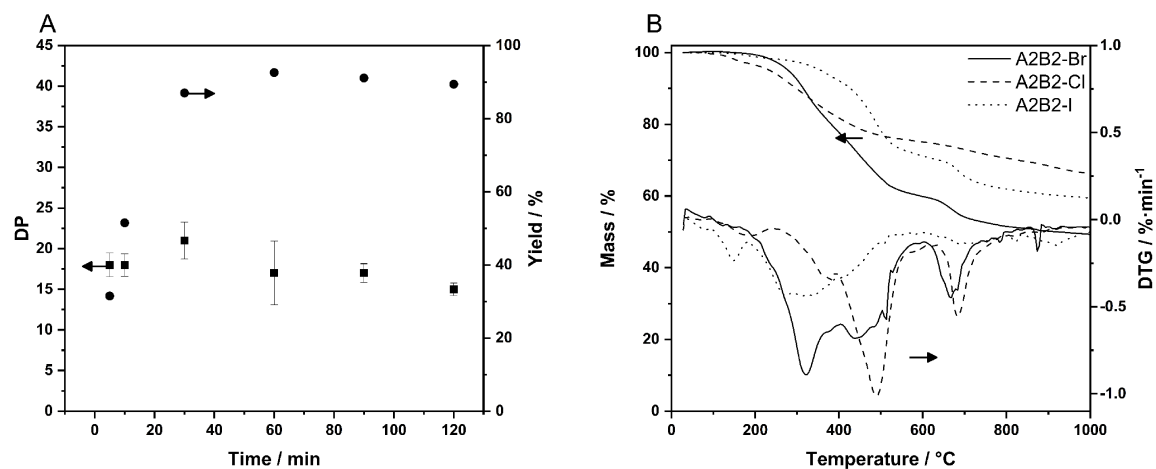 A
45
40
35
30
25
20
15
10
5
0
DP
100
80
60
40
20
0
Yield / %
0 20 40 60 80 100 120
Time / min
B
100
80
60
40
20
0
Mass / %
A2B2-Br
A2B2-Cl
A2B2-I
1.0
0.5
0.0
-0.5
-1.0
DTG / %·min⁻¹
0 200 400 600 800 1000
Temperature / °C